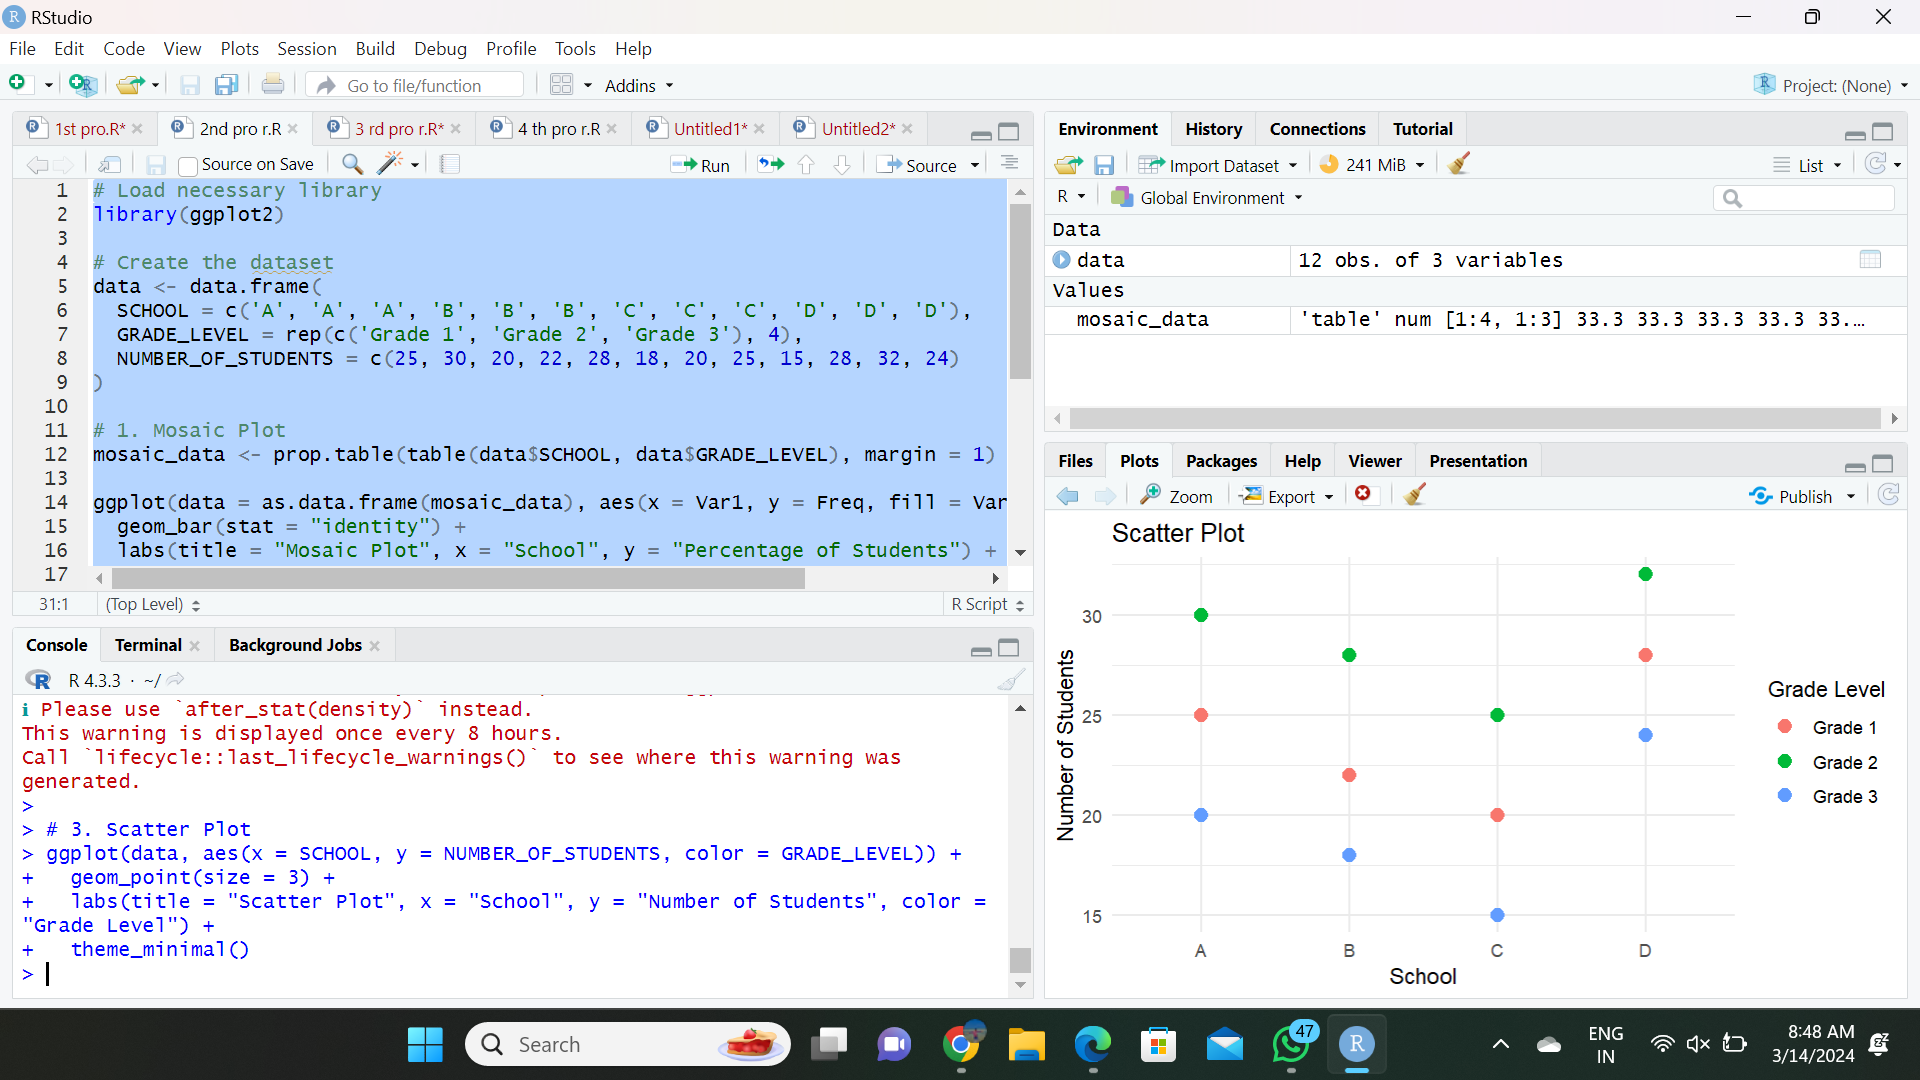 RStudio
File Edit Code View Plots Session Build Debug Profile Tools Help
Go to file/function Addins Project: (None)
1st pro.R* 2nd pro r.R 3 rd pro r.R* 4 th pro r.R Untitled1* Untitled2*
Source on Save Run Source
1 # Load necessary library
2 library(ggplot2)
3
4 # Create the dataset
5 data <- data.frame(
6 SCHOOL = c('A', 'A', 'A', 'B', 'B', 'B', 'C', 'C', 'C', 'D', 'D', 'D'),
7 GRADE_LEVEL = rep(c('Grade 1', 'Grade 2', 'Grade 3'), 4),
8 NUMBER_OF_STUDENTS = c(25, 30, 20, 22, 28, 18, 20, 25, 15, 28, 32, 24)
9 )
10
11 # 1. Mosaic Plot
12 mosaic_data <- prop.table(table(data$SCHOOL, data$GRADE_LEVEL), margin = 1)
13
14 ggplot(data = as.data.frame(mosaic_data), aes(x = Var1, y = Freq, fill = Var
15 geom_bar(stat = "identity") +
16 labs(title = "Mosaic Plot", x = "School", y = "Percentage of Students") +
17
31:1 (Top Level) R Script
Console Terminal Background Jobs
R 4.3.3 · ~/
i Please use `after_stat(density)` instead.
This warning is displayed once every 8 hours.
Call `lifecycle::last_lifecycle_warnings()` to see where this warning was
generated.
>
> # 3. Scatter Plot
> ggplot(data, aes(x = SCHOOL, y = NUMBER_OF_STUDENTS, color = GRADE_LEVEL)) +
+ geom_point(size = 3) +
+ labs(title = "Scatter Plot", x = "School", y = "Number of Students", color =
"Grade Level") +
+ theme_minimal()
>
Environment History Connections Tutorial
Import Dataset 241 MiB List
R Global Environment
Data
data 12 obs. of 3 variables
Values
mosaic_data 'table' num [1:4, 1:3] 33.3 33.3 33.3 33.3 33.…
Files Plots Packages Help Viewer Presentation
Zoom Export Publish
Scatter Plot
Number of Students
30
25
20
15
A B C D
School
Grade Level
Grade 1
Grade 2
Grade 3
Search
47
R
ENG
IN
8:48 AM
3/14/2024